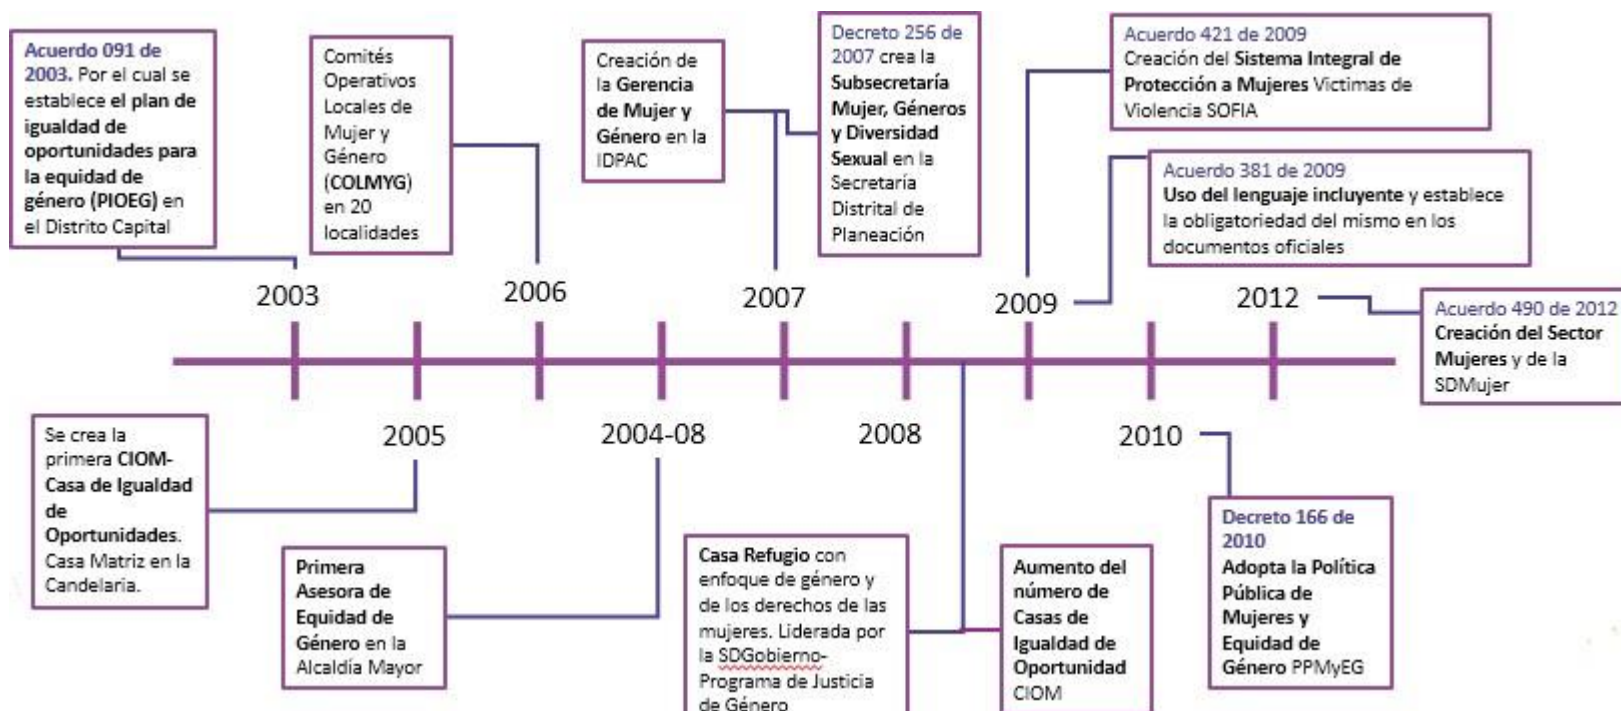 Acuerdo 091 de
2003. Por el cual se
establece el plan de
igualdad de
oportunidades para
la equidad de
género (PIOEG) en
el Distrito Capital
Comités
Operativos
Locales de
Mujer y
Género
(COLMYG)
en 20
localidades
Creación de
la Gerencia
de Mujer y
Género en la
IDPAC
Decreto 256 de
2007 crea la
Subsecretaría
Mujer, Géneros
y Diversidad
Sexual en la
Secretaría
Distrital de
Planeación
Acuerdo 421 de 2009
Creación del Sistema Integral de
Protección a Mujeres Victimas de
Violencia SOFIA
Acuerdo 381 de 2009
Uso del lenguaje incluyente y establece
la obligatoriedad del mismo en los
documentos oficiales
2003
2006
2007
2009
2012
Acuerdo 490 de 2012
Creación del Sector
Mujeres y de la
SDMujer
2005
2004-08
2008
2010
Se crea la
primera CIOM-
Casa de Igualdad
de
Oportunidades.
Casa Matriz en la
Candelaria.
Primera
Asesora de
Equidad de
Género en la
Alcaldía Mayor
Casa Refugio con
enfoque de género y
de los derechos de las
mujeres. Liderada por
la SDGobierno-
Programa de Justicia
de Género
Aumento del
número de
Casas de
Igualdad de
Oportunidad
CIOM
Decreto 166 de
2010
Adopta la Política
Pública de
Mujeres y
Equidad de
Género PPMyEG